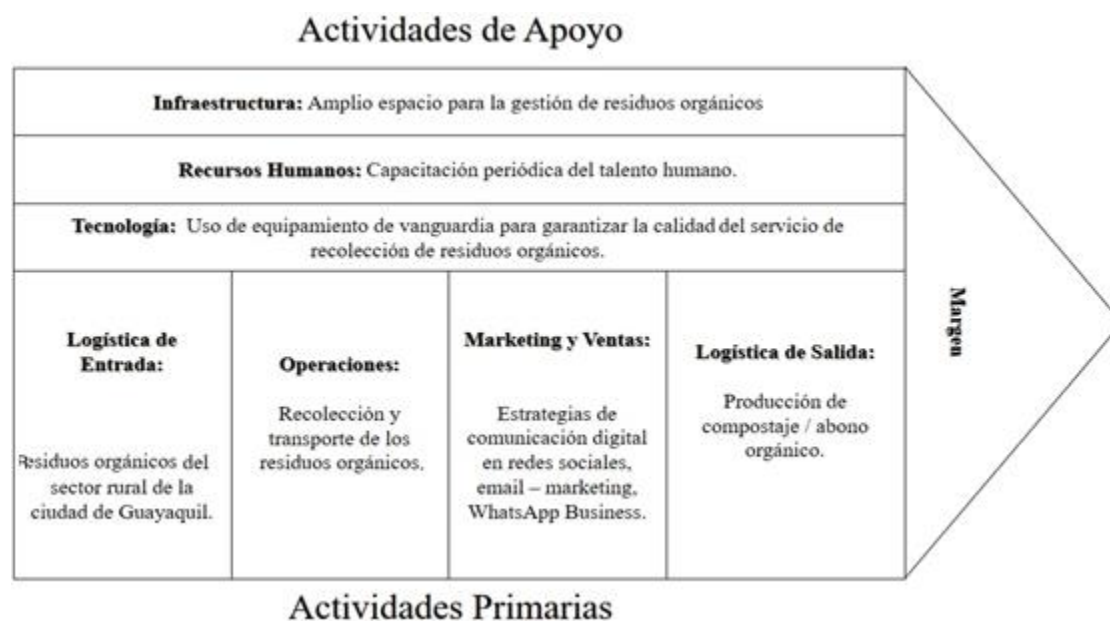 Actividades de Apoyo
Infraestructura: Amplio espacio para la gestión de residuos orgánicos
Recursos Humanos: Capacitación periódica del talento humano.
Tecnología: Uso de equipamiento de vanguardia para garantizar la calidad del servicio de
recolección de residuos orgánicos.
Logística de
Entrada:
Residuos orgánicos del
sector rural de la
ciudad de Guayaquil.
Operaciones:
Recolección y
transporte de los
residuos orgánicos.
Marketing y Ventas:
Estrategias de
comunicación digital
en redes sociales,
email – marketing,
WhatsApp Business.
Logística de Salida:
Producción de
compostaje / abono
orgánico.
Margen
Actividades Primarias